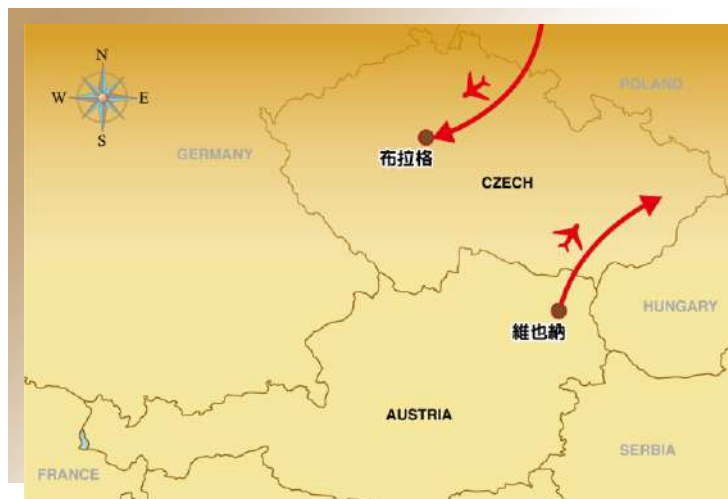 N
W
E
S
POLAND
GERMANY
布拉格
CZECH
HUNGARY
維也納
AUSTRIA
SERBIA
FRANCE